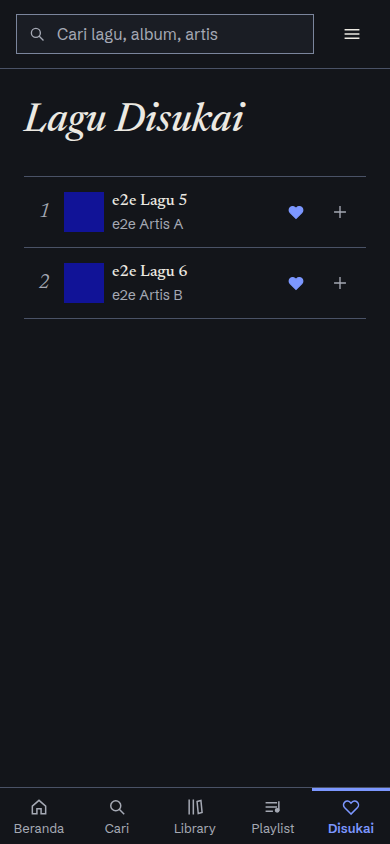 Cari lagu, album, artis
Lagu Disukai
1
e2e Lagu 5
e2e Artis A
2
e2e Lagu 6
e2e Artis B
Beranda
Cari
Library
Playlist
Disukai